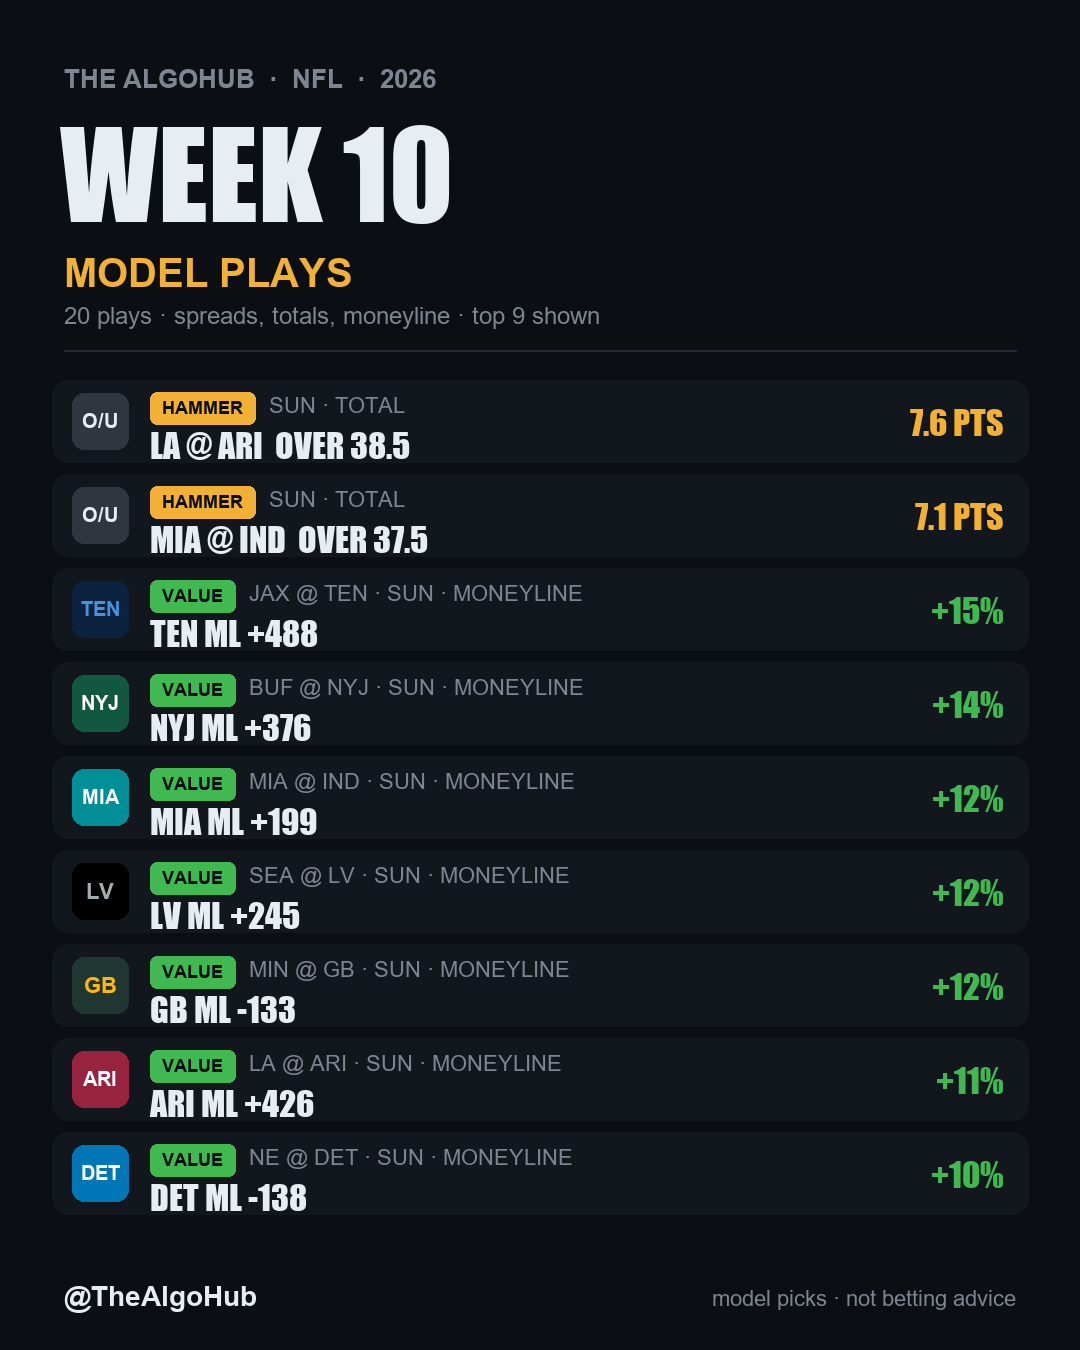 THE ALGOHUB · NFL · 2026
WEEK 10
MODEL PLAYS
20 plays · spreads, totals, moneyline · top 9 shown
O/U
HAMMER SUN · TOTAL
LA @ ARI OVER 38.5
7.6 PTS
O/U
HAMMER SUN · TOTAL
MIA @ IND OVER 37.5
7.1 PTS
TEN
VALUE JAX @ TEN · SUN · MONEYLINE
TEN ML +488
+15%
NYJ
VALUE BUF @ NYJ · SUN · MONEYLINE
NYJ ML +376
+14%
MIA
VALUE MIA @ IND · SUN · MONEYLINE
MIA ML +199
+12%
LV
VALUE SEA @ LV · SUN · MONEYLINE
LV ML +245
+12%
GB
VALUE MIN @ GB · SUN · MONEYLINE
GB ML -133
+12%
ARI
VALUE LA @ ARI · SUN · MONEYLINE
ARI ML +426
+11%
DET
VALUE NE @ DET · SUN · MONEYLINE
DET ML -138
+10%
@TheAlgoHub
model picks · not betting advice